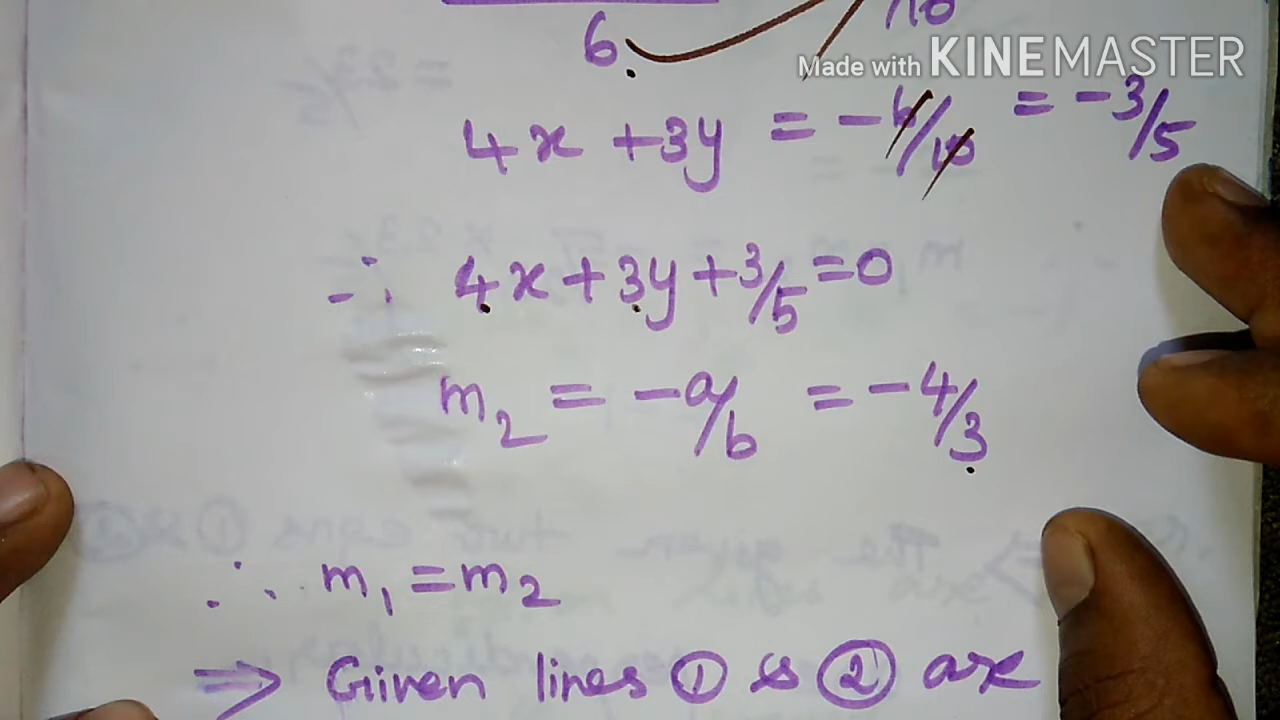 /10
6.
Made with KINEMASTER
4x + 3y = -6/10 = -3/5
∴ 4x + 3y + 3/5 = 0
m₂ = -a/b = -4/3
∴ m₁ = m₂
⇒ Given lines ① & ② are